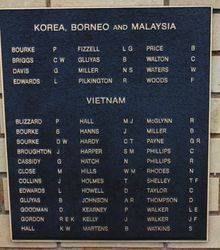 KOREA, BORNEO AND MALAYSIA
BOURKE P FIZZELL L G PRICE B
BRIGGS C W GLUYAS B WALTON C
DAVIS G MILLER N S WATERS W
EDWARDS L PILKINGTON R WOODS F
VIETNAM
BLIZZARD P HALL M J McGLYNN R
BOURKE B HANNS J MILLER B
BOURKE D W HARDY C T PAYNE G R
BROUGHTON J HARPER S M PHILLIPS C
CASSIDY G HATCH N PHILLIPS R
CLOSE M HILLS W M RHODES N
COLLINS J HOLMES T SHELLEY T F
EDWARDS L HOWELL D TAYLOR C
GLUYAS B JOHNSON A R THOMPSON D
GOODMAN D KEARNEY P WALKER L E
GORDON R E K KELLY J WALKER J F
HALL K W MARTENS B WATKINS S